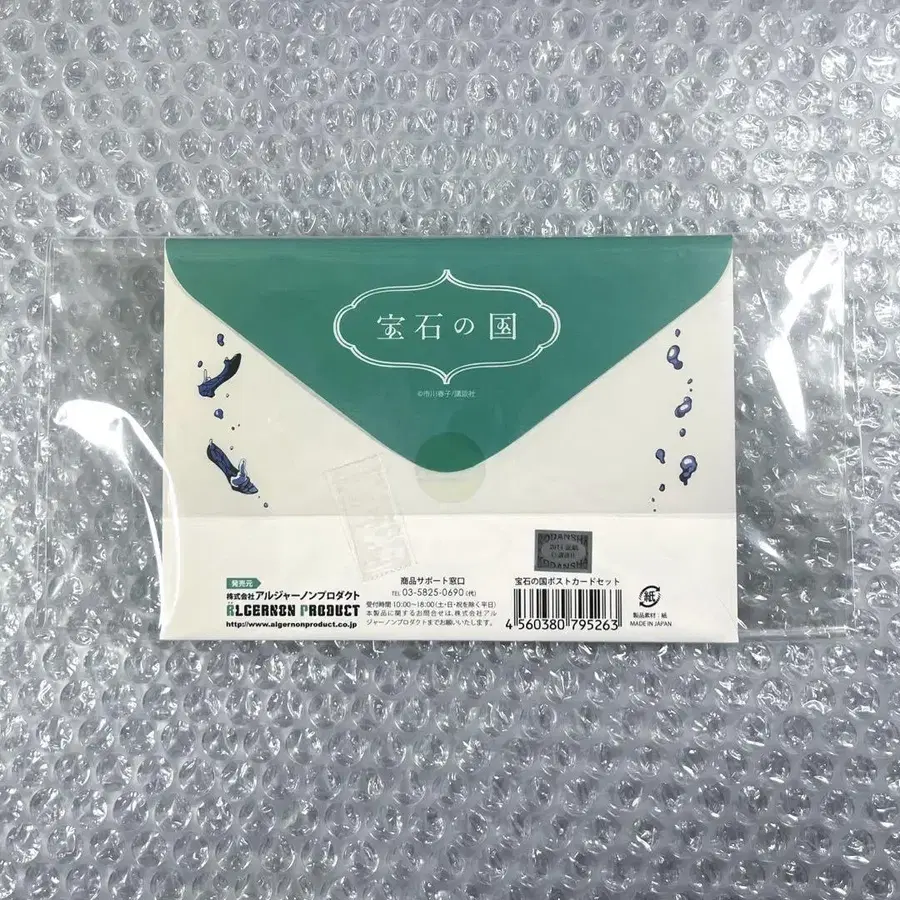 宝石の国
©市川春子/講談社
発売元
株式会社アルジャーノンプロダクト
ALGERNON PRODUCT
http://www.algernonproduct.co.jp
商品サポート窓口
TEL 03-5825-0690 (代)
受付時間10:00~18:00(土・日・祝を除く平日)
本製品に関するお問合せは、株式会社アル
ジャーノンプロダクトまでお願いいたします。
宝石の国ポストカードセット
4 560380 795263
紙
製品素材:紙
MADE IN JAPAN